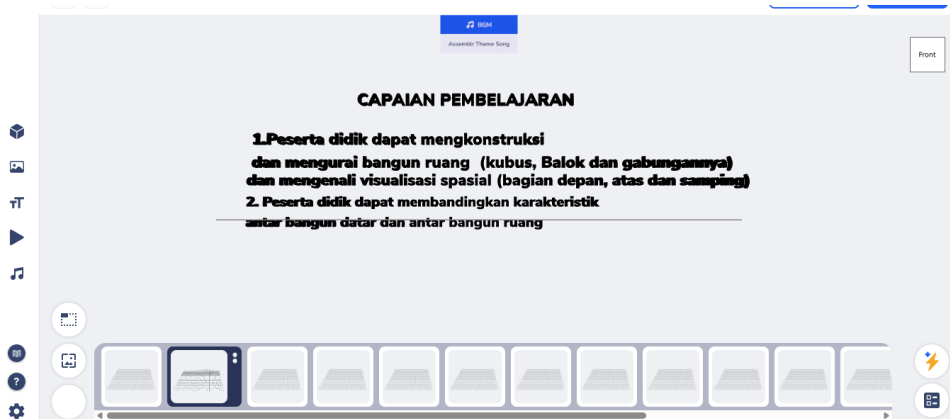 BGM
Assemblr Theme Song
Front
CAPAIAN PEMBELAJARAN
1.Peserta didik dapat mengkonstruksi
dan mengurai bangun ruang (kubus, Balok dan gabungannya)
dan mengenali visualisasi spasial (bagian depan, atas dan samping)
2. Peserta didik dapat membandingkan karakteristik
antar bangun datar dan antar bangun ruang
TT
?